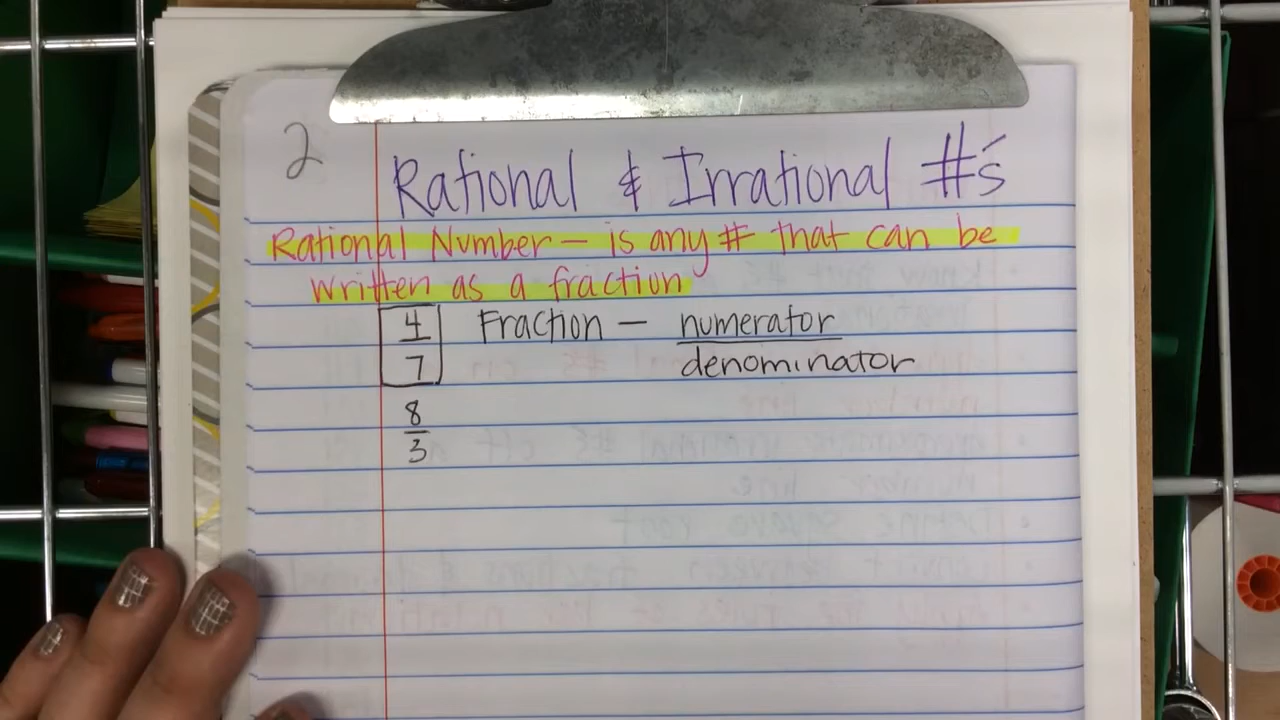 2
Rational & Irrational #'s
Rational Number - is any # that can be
written as a fraction
4 Fraction - numerator
7 denominator
8
3